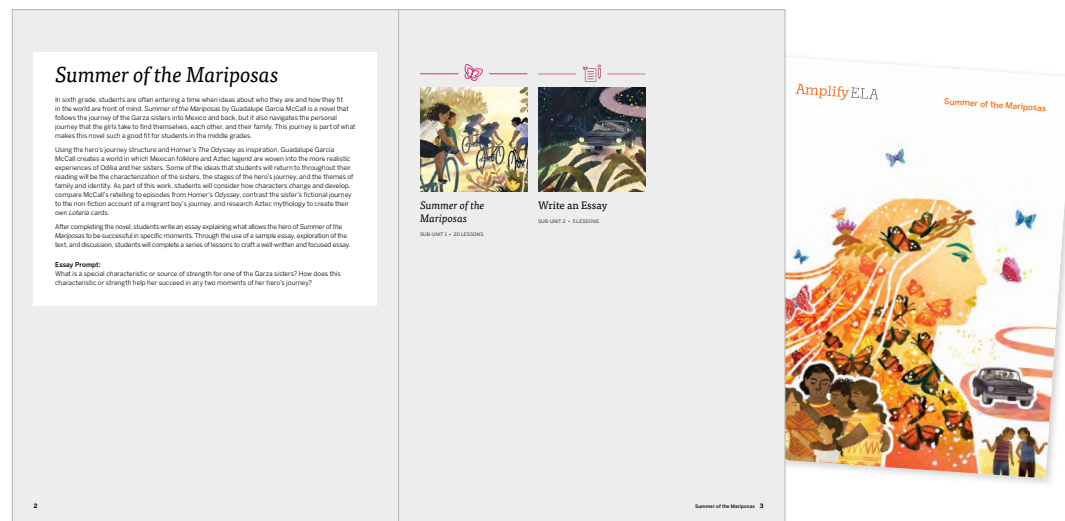 Summer of the Mariposas
In sixth grade, students are often entering a time when ideas about who they are and how they fit
in the world are front of mind. Summer of the Mariposas by Guadalupe Garcia McCall is a novel that
follows the journey of the Garza sisters into Mexico and back, but it also navigates the personal
journey that the girls take to find themselves, each other, and their family. This journey is part of what
makes this novel such a good fit for students in the middle grades.
Using the hero's journey structure and Homer's The Odyssey as inspiration, Guadalupe Garcia
McCall creates a world in which Mexican folklore and Aztec legend are woven into the more realistic
experiences of Odilia and her sisters. Some of the ideas that students will return to throughout their
reading will be the characterization of the sisters, the stages of the hero's journey, and the themes of
family and identity. As part of this work, students will consider how characters change and develop,
compare McCall's retelling to episodes from Homer's Odyssey, contrast the sister's fictional journey
to the non-fiction account of a migrant boy's journey, and research Aztec mythology to create their
own Loteria cards.
After completing the novel, students write an essay explaining what allows the hero of Summer of the
Mariposas to be successful in specific moments. Through the use of a sample essay, exploration of the
text, and discussion, students will complete a series of lessons to craft a well-written and focused essay.
Essay Prompt:
What is a special characteristic or source of strength for one of the Garza sisters? How does this
characteristic or strength help her succeed in any two moments of her hero's journey?
2
Summer of the
Mariposas
SUB-UNIT 1 • 20 LESSONS
Write an Essay
SUB-UNIT 2 • 5 LESSONS
Summer of the Mariposas 3
AmplifyELA
Summer of the Mariposas